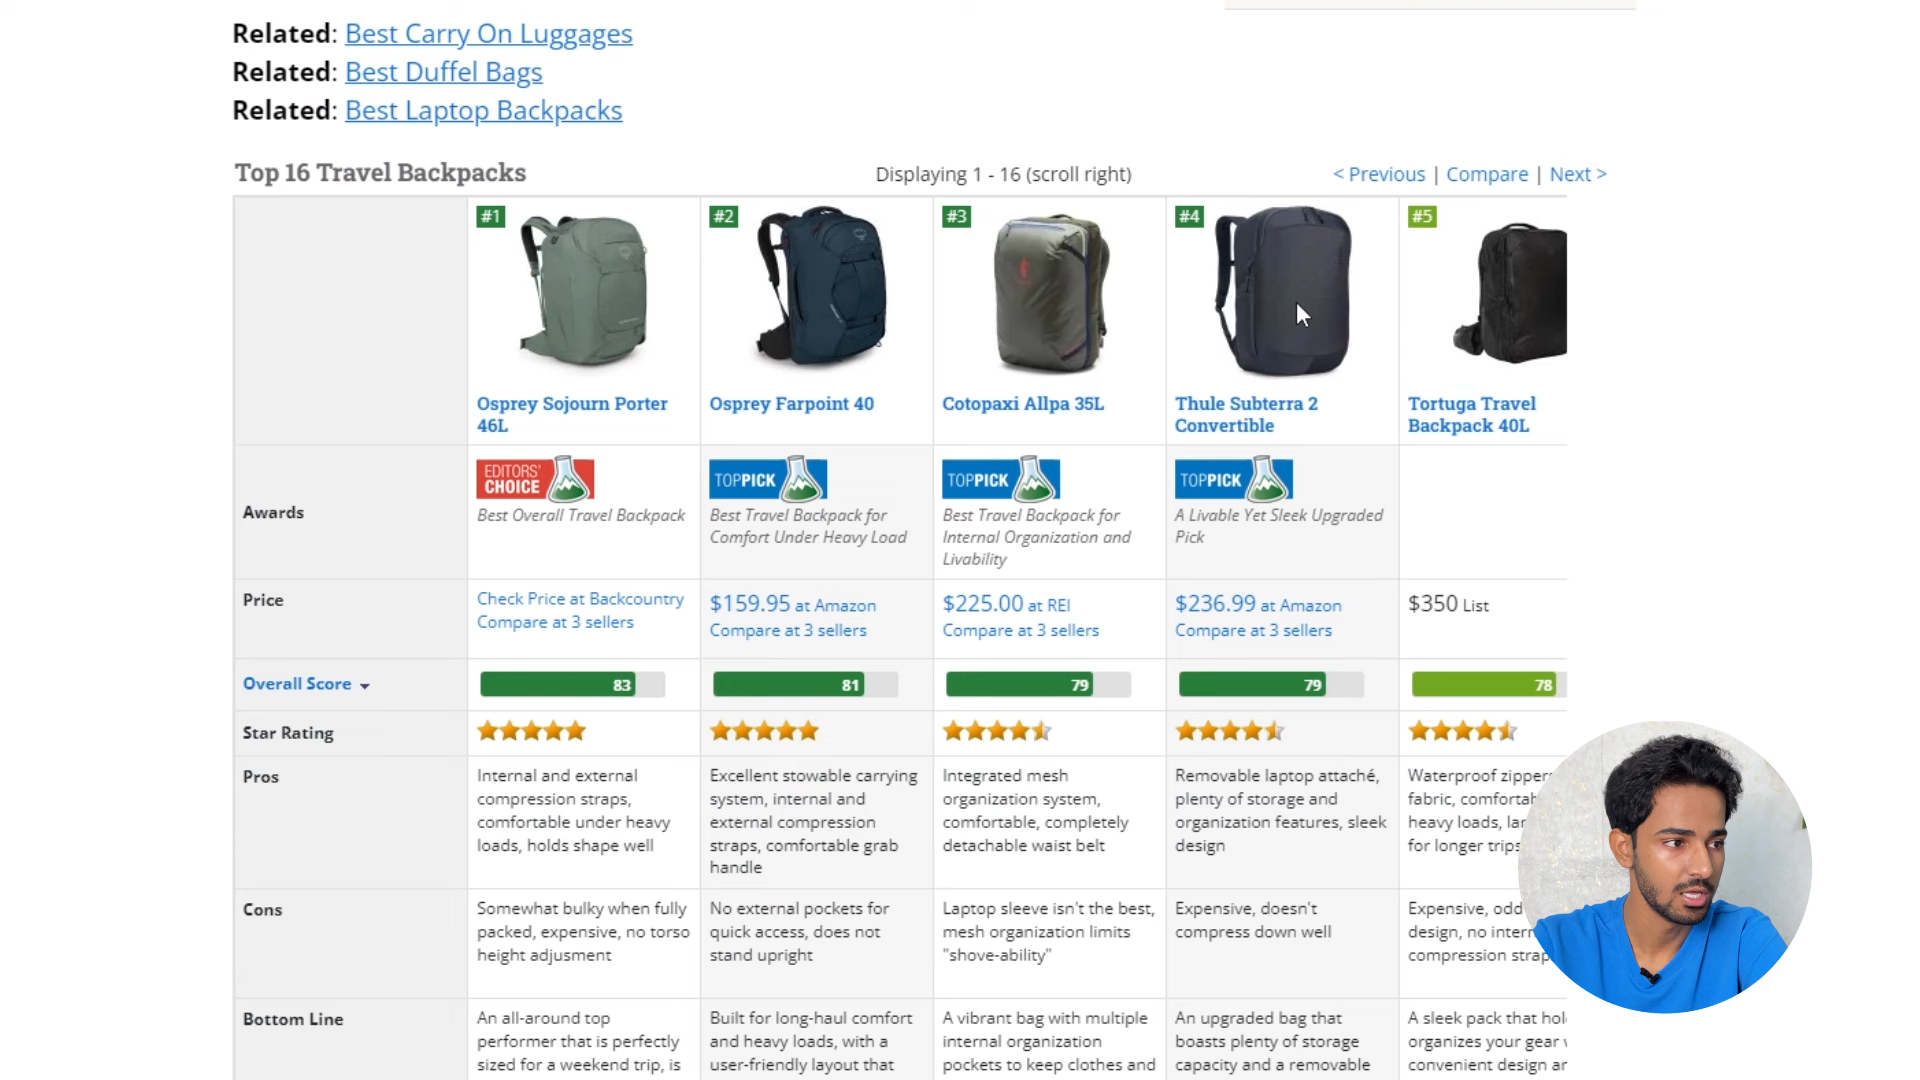 Related: Best Carry On Luggages
Related: Best Duffel Bags
Related: Best Laptop Backpacks
Top 16 Travel Backpacks
Displaying 1 - 16 (scroll right)
< Previous | Compare | Next >
#1
#2
#3
#4
#5
Osprey Sojourn Porter
46L
Osprey Farpoint 40
Cotopaxi Allpa 35L
Thule Subterra 2
Convertible
Tortuga Travel
Backpack 40L
Awards
EDITORS'
CHOICE
Best Overall Travel Backpack
TOPPICK
Best Travel Backpack for
Comfort Under Heavy Load
TOPPICK
Best Travel Backpack for
Internal Organization and
Livability
TOPPICK
A Livable Yet Sleek Upgraded
Pick
Price
Check Price at Backcountry
Compare at 3 sellers
$159.95 at Amazon
Compare at 3 sellers
$225.00 at REI
Compare at 3 sellers
$236.99 at Amazon
Compare at 3 sellers
$350 List
Overall Score
83
81
79
79
78
Star Rating
Pros
Internal and external
compression straps,
comfortable under heavy
loads, holds shape well
Excellent stowable carrying
system, internal and
external compression
straps, comfortable grab
handle
Integrated mesh
organization system,
comfortable, completely
detachable waist belt
Removable laptop attaché,
plenty of storage and
organization features, sleek
design
Waterproof
fabric,
heavy loads,
for longer trips
Cons
Somewhat bulky when fully
packed, expensive, no torso
height adjusment
No external pockets for
quick access, does not
stand upright
Laptop sleeve isn't the best,
mesh organization limits
"shove-ability"
Expensive, doesn't
compress down well
Expensive, odd
design, no
compression
Bottom Line
An all-around top
performer that is perfectly
sized for a weekend trip, is
Built for long-haul comfort
and heavy loads, with a
user-friendly layout that
A vibrant bag with multiple
internal organization
pockets to keep clothes and
An upgraded bag that
boasts plenty of storage
capacity and a removable
A sleek pack that
organizes your gear
convenient design